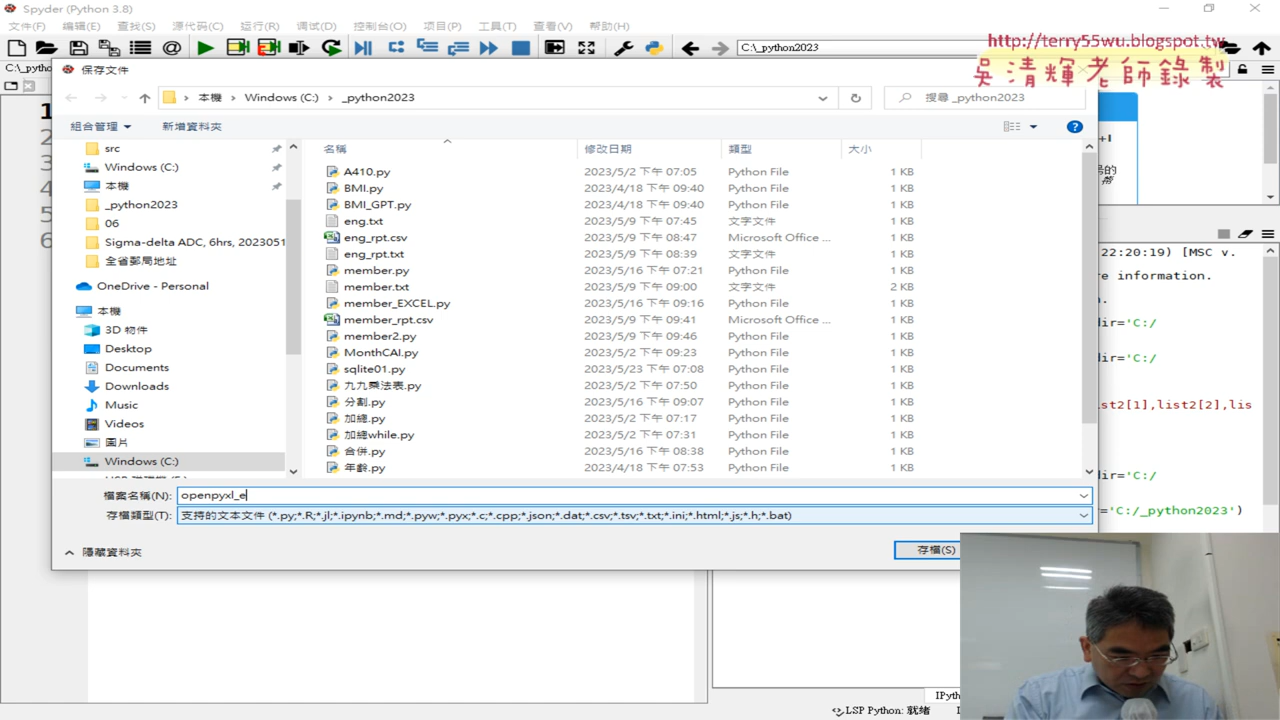 Spyder (Python 3.8)
文件(F) 编辑(E) 查找(S) 源代码(C) 运行(R) 调试(D) 控制台(O) 项目(P) 工具(T) 查看(V) 帮助(H)
C:\_python2023
http://terry55wu.blogspot.tw
吳清輝老師錄製
C:\_pytho
保存文件
本機 › Windows (C:) › _python2023
搜尋 _python2023
組合管理
新增資料夾
名稱 修改日期 類型 大小
src
Windows (C:)
本機
_python2023
06
Sigma-delta ADC, 6hrs, 2023051
全省郵局地址
OneDrive - Personal
本機
3D 物件
Desktop
Documents
Downloads
Music
Videos
圖片
Windows (C:)
A410.py 2023/5/2 下午 07:05 Python File 1 KB
BMI.py 2023/4/18 下午 09:40 Python File 1 KB
BMI_GPT.py 2023/4/18 下午 09:40 Python File 1 KB
eng.txt 2023/5/9 下午 07:45 文字文件 1 KB
eng_rpt.csv 2023/5/9 下午 08:47 Microsoft Office ... 1 KB
eng_rpt.txt 2023/5/9 下午 08:39 文字文件 1 KB
member.py 2023/5/16 下午 07:21 Python File 1 KB
member.txt 2023/5/9 下午 09:00 文字文件 2 KB
member_EXCEL.py 2023/5/16 下午 09:16 Python File 1 KB
member_rpt.csv 2023/5/9 下午 09:41 Microsoft Office ... 1 KB
member2.py 2023/5/9 下午 09:46 Python File 1 KB
MonthCAI.py 2023/5/2 下午 09:23 Python File 1 KB
sqlite01.py 2023/5/23 下午 07:08 Python File 1 KB
九九乘法表.py 2023/5/2 下午 07:50 Python File 1 KB
分割.py 2023/5/16 下午 09:07 Python File 1 KB
加總.py 2023/5/2 下午 07:17 Python File 1 KB
加總while.py 2023/5/2 下午 07:31 Python File 1 KB
合併.py 2023/5/16 下午 08:38 Python File 1 KB
年齡.py 2023/4/18 下午 07:53 Python File 1 KB
檔案名稱(N): openpyxl_e
存檔類型(T): 支持的文本文件 (*.py;*.R;*.jl;*.ipynb;*.md;*.pyw;*.pyx;*.c;*.cpp;*.json;*.dat;*.csv;*.tsv;*.txt;*.ini;*.html;*.js;*.h;*.bat)
隱藏資料夾
存檔(S)
1
2
3
4
5
6
22:20:19) [MSC v.
re information.
dir='C:/
dir='C:/
st2[1],list2[2],lis
dir='C:/
='C:/_python2023')
IPyth
LSP Python: 就绪